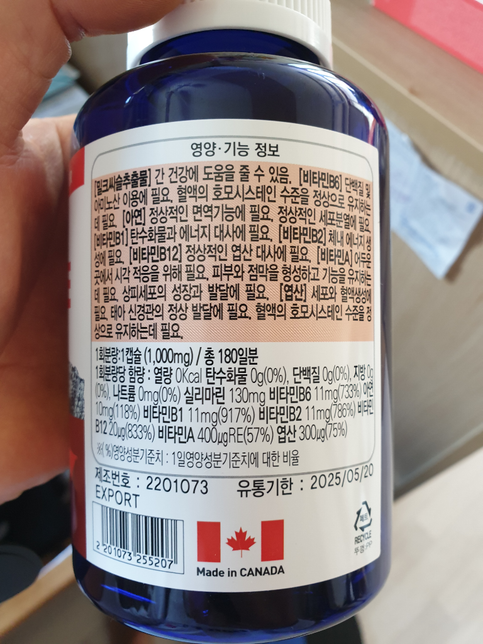 영양·기능 정보
[밀크씨슬추출물] 간 건강에 도움을 줄 수 있음, [비타민B6] 단백질 및
아미노산 이용에 필요, 혈액의 호모시스테인 수준을 정상으로 유지하는
데 필요, [아연] 정상적인 면역기능에 필요, 정상적인 세포분열에 필요,
[비타민B1] 탄수화물과 에너지 대사에 필요, [비타민B2] 체내 에너지 생
성에 필요, [비타민B12] 정상적인 엽산 대사에 필요, [비타민A] 어두운
곳에서 시각 적응을 위해 필요, 피부와 점막을 형성하고 기능을 유지하는
데 필요, 상피세포의 성장과 발달에 필요, [엽산] 세포와 혈액생성에
필요, 태아 신경관의 정상 발달에 필요, 혈액의 호모시스테인 수준을 정
상으로 유지하는데 필요.
1회분량:1캡슐 (1,000mg) / 총 180일분
1회분량당 함량 : 열량 0Kcal 탄수화물 0g(0%), 단백질 0g(0%), 지방 0g
(0%), 나트륨 0mg(0%) 실리마린 130mg 비타민B6 11mg(733%) 아연
10mg(118%) 비타민B1 11mg(917%) 비타민B2 11mg(786%) 비타민
B12 20μg(833%) 비타민A 400μgRE(57%) 엽산 300μg(75%)
※(%)영양성분기준치 : 1일영양성분기준치에 대한 비율
제조번호 : 2201073 유통기한 : 2025/05/20
EXPORT
2 201073 255207
Made in CANADA
RECYCLE